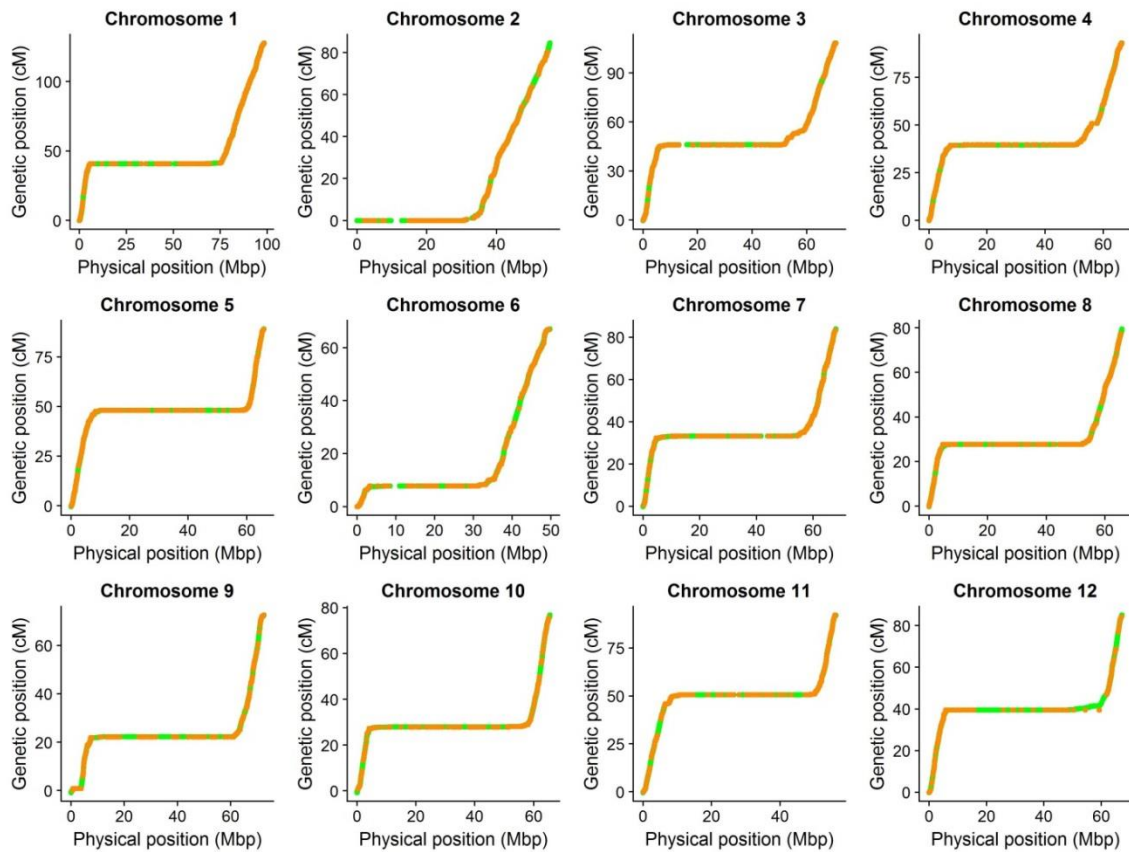 Chromosome 1
Genetic position (cM)
100
50
0
0 25 50 75 100
Physical position (Mbp)
Chromosome 2
Genetic position (cM)
80
60
40
20
0
0 20 40
Physical position (Mbp)
Chromosome 3
Genetic position (cM)
90
60
30
0
0 20 40 60
Physical position (Mbp)
Chromosome 4
Genetic position (cM)
75
50
25
0
0 20 40 60
Physical position (Mbp)
Chromosome 5
Genetic position (cM)
75
50
25
0
0 20 40 60
Physical position (Mbp)
Chromosome 6
Genetic position (cM)
60
40
20
0
0 10 20 30 40 50
Physical position (Mbp)
Chromosome 7
Genetic position (cM)
80
60
40
20
0
0 20 40 60
Physical position (Mbp)
Chromosome 8
Genetic position (cM)
80
60
40
20
0
0 20 40 60
Physical position (Mbp)
Chromosome 9
Genetic position (cM)
60
40
20
0
0 20 40 60
Physical position (Mbp)
Chromosome 10
Genetic position (cM)
80
60
40
20
0
0 20 40 60
Physical position (Mbp)
Chromosome 11
Genetic position (cM)
75
50
25
0
0 20 40
Physical position (Mbp)
Chromosome 12
Genetic position (cM)
80
60
40
20
0
0 20 40 60
Physical position (Mbp)